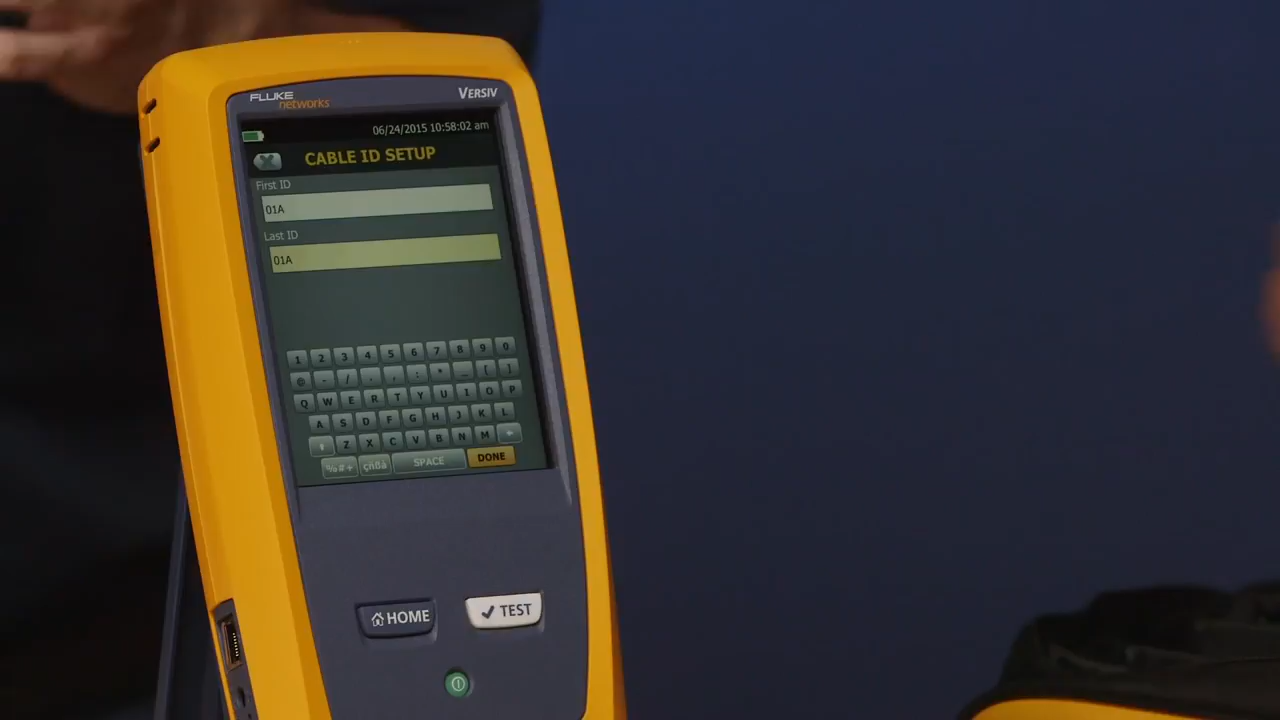 FLUKE
networks
VERSIV
06/24/2015 10:58:02 am
CABLE ID SETUP
First ID
01A
Last ID
01A
1 2 3 4 5 6 7 8 9 0
@ - / . , : * _ [ ]
Q W E R T Y U I O P
A S D F G H J K L
Z X C V B N M
%#+ çñßà SPACE DONE
HOME
TEST